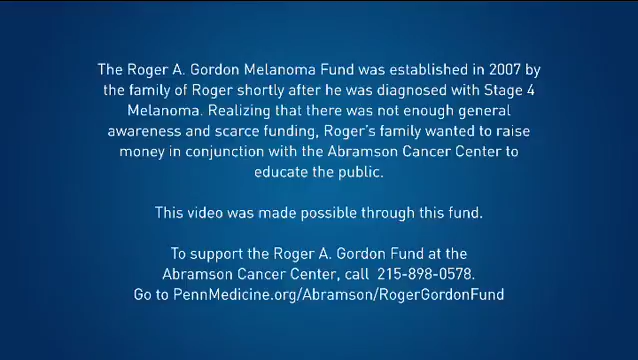 The Roger A. Gordon Melanoma Fund was established in 2007 by
the family of Roger shortly after he was diagnosed with Stage 4
Melanoma. Realizing that there was not enough general
awareness and scarce funding, Roger's family wanted to raise
money in conjunction with the Abramson Cancer Center to
educate the public.
This video was made possible through this fund.
To support the Roger A. Gordon Fund at the
Abramson Cancer Center, call 215-898-0578.
Go to PennMedicine.org/Abramson/RogerGordonFund